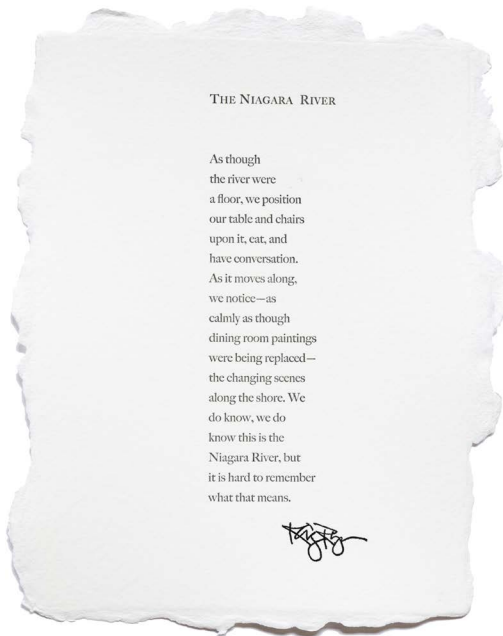 THE NIAGARA RIVER
As though
the river were
a floor, we position
our table and chairs
upon it, eat, and
have conversation.
As it moves along,
we notice—as
calmly as though
dining room paintings
were being replaced—
the changing scenes
along the shore. We
do know, we do
know this is the
Niagara River, but
it is hard to remember
what that means.